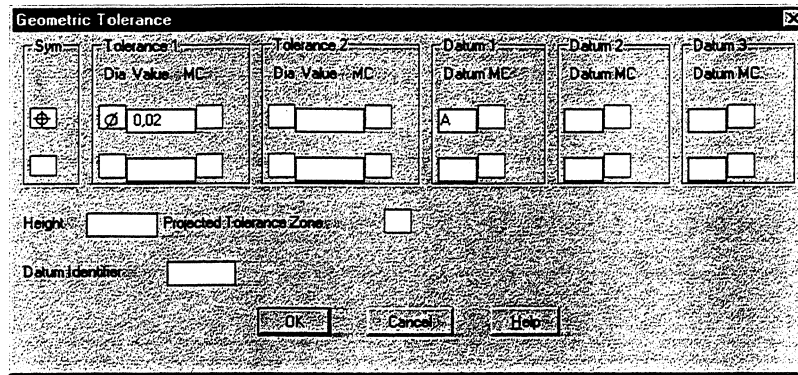 Geometric Tolerance
Sym Tolerance 1 Tolerance 2 Datum 1 Datum 2 Datum 3
Dia Value MC Dia Value MC Datum MC Datum MC Datum MC
⌖ Ø 0,02 A
Height Projected Tolerance Zone
Datum Identifier
OK Cancel Help